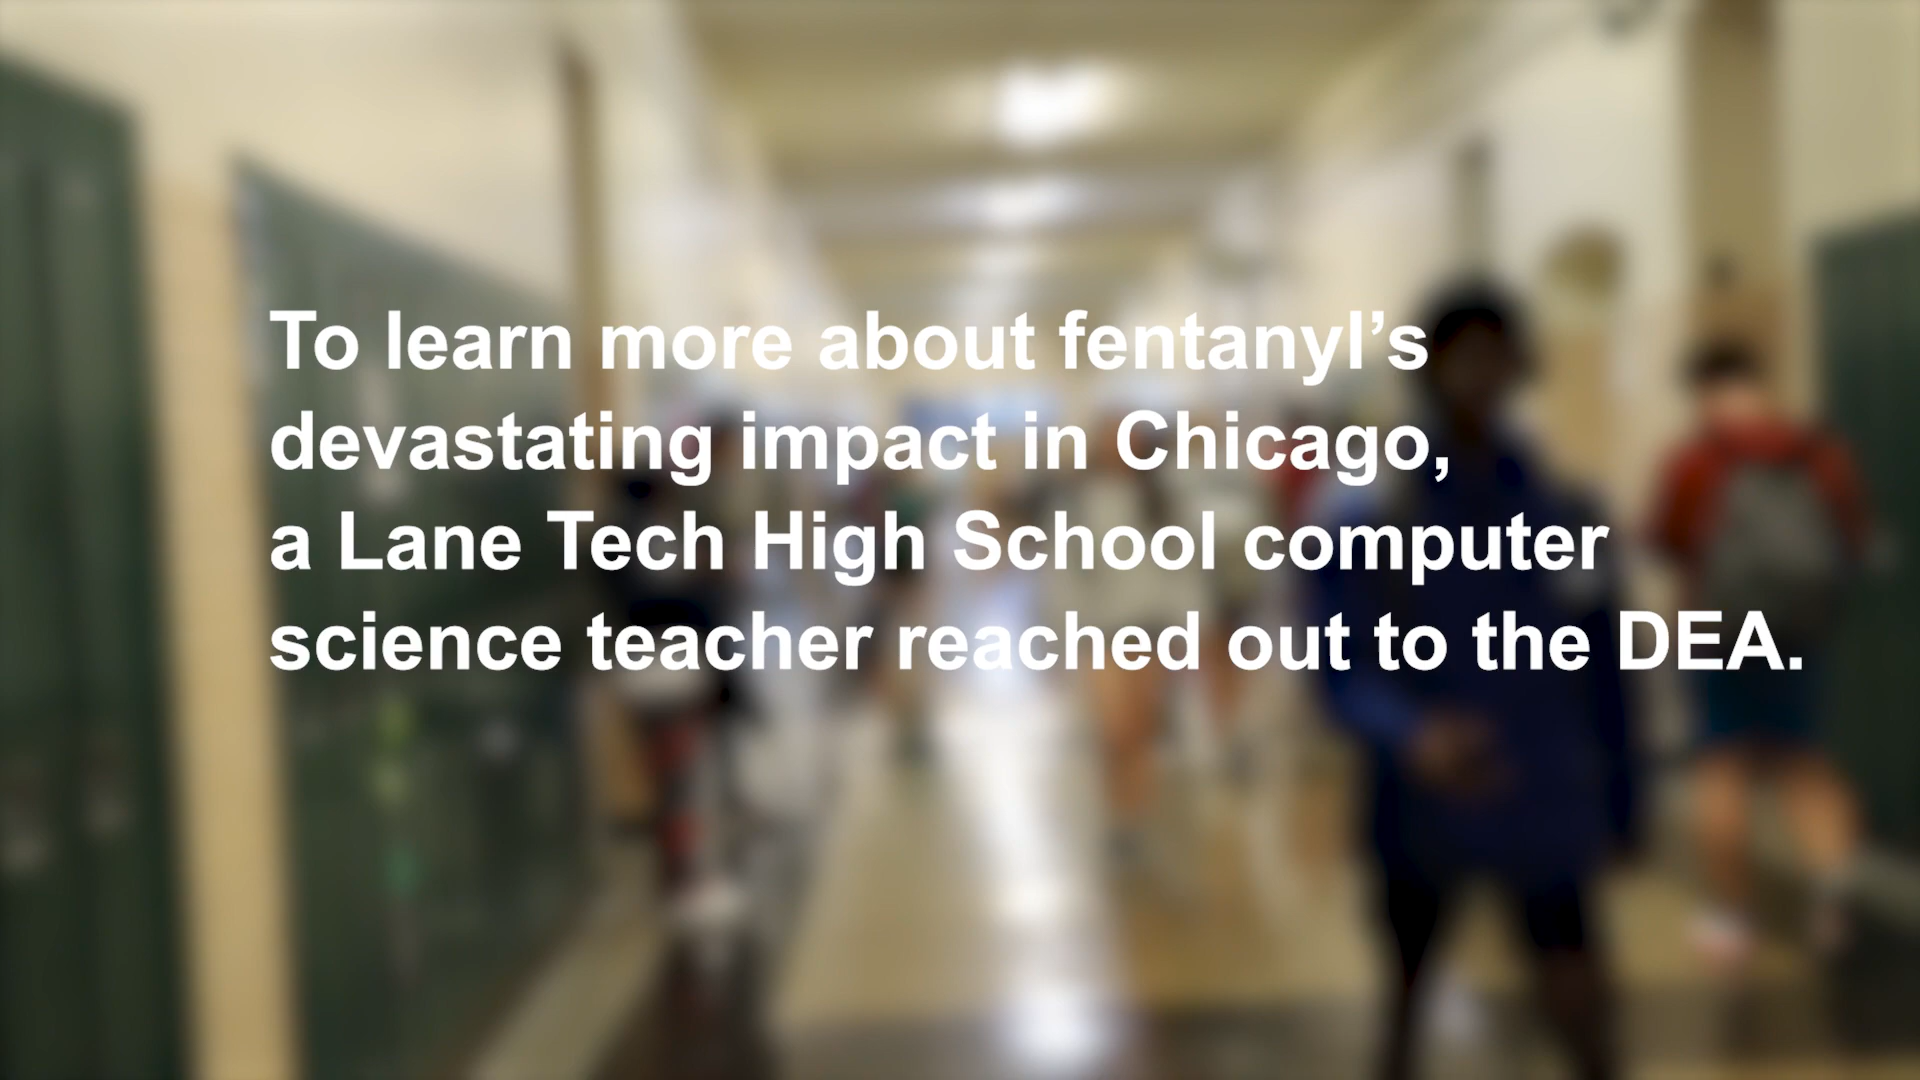 To learn more about fentanyl’s
devastating impact in Chicago,
a Lane Tech High School computer
science teacher reached out to the DEA.